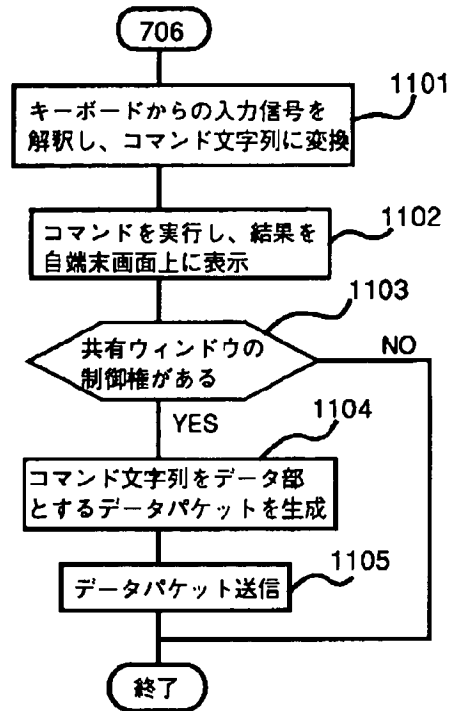 706
1101
キーボードからの入力信号を
解釈し、コマンド文字列に変換
1102
コマンドを実行し、結果を
自端末画面上に表示
1103
共有ウィンドウの
制御権がある
NO
YES
1104
コマンド文字列をデータ部
とするデータパケットを生成
1105
データパケット送信
終了